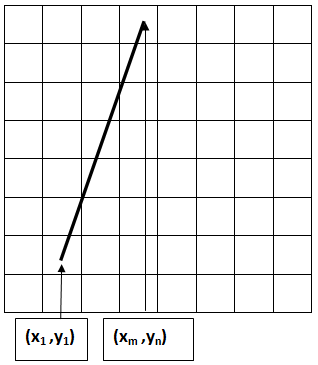 (x₁ ,y₁)
(xₘ ,yₙ)